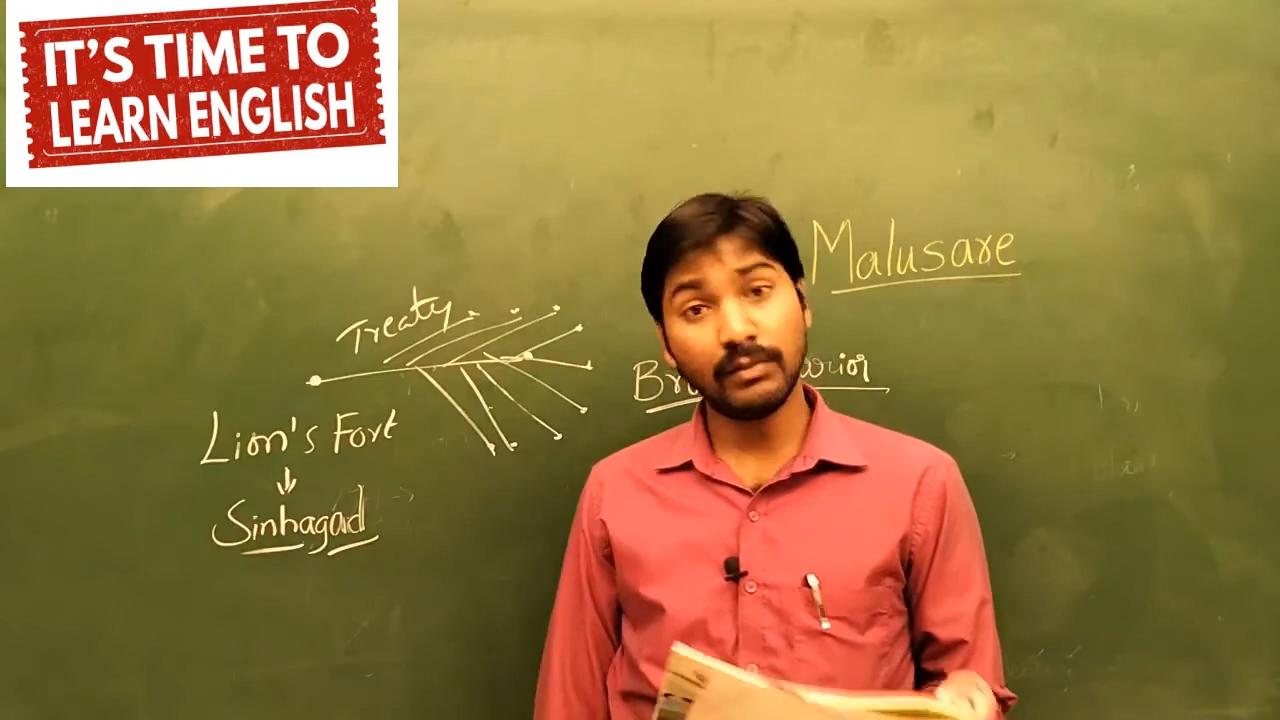 IT'S TIME TO
LEARN ENGLISH
Malusare
Treaty
Lion's Fort
Sinhagad